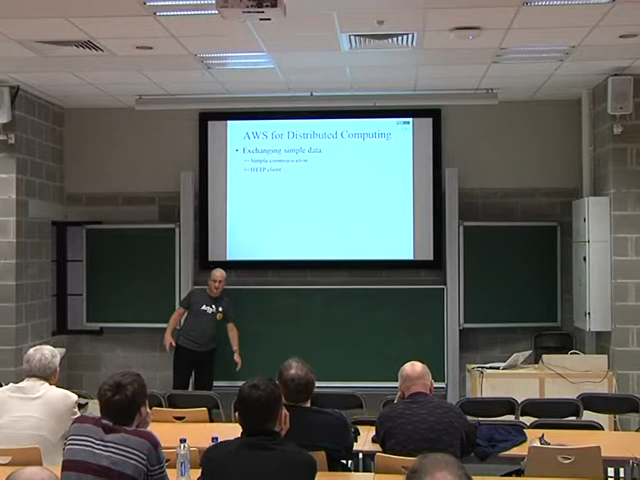 AWS for Distributed Computing
• Exchanging simple data
Simple communication
HTTP client